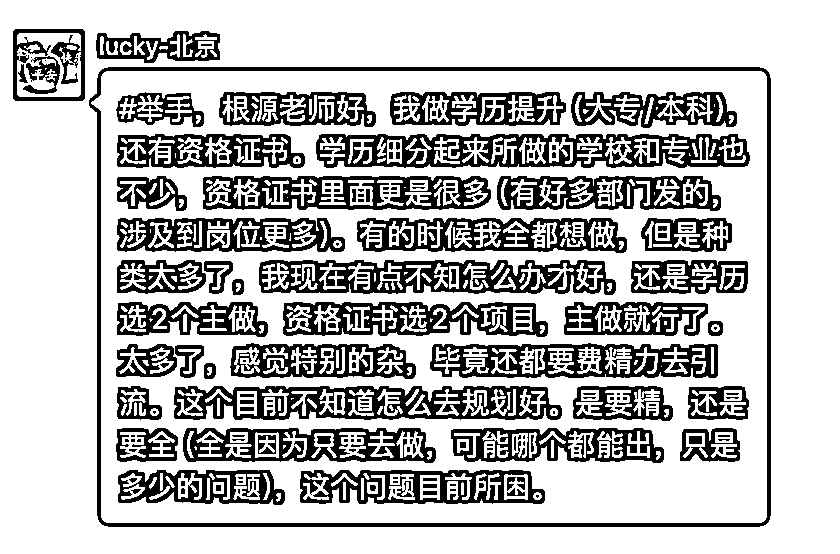 lucky-北京
#举手，根源老师好，我做学历提升（大专/本科），
还有资格证书。学历细分起来所做的学校和专业也
不少，资格证书里面更是很多（有好多部门发的，
涉及到岗位更多）。有的时候我全都想做，但是种
类太多了，我现在有点不知怎么办才好，还是学历
选2个主做，资格证书选2个项目，主做就行了。
太多了，感觉特别的杂，毕竟还都要费精力去引
流。这个目前不知道怎么去规划好。是要精，还是
要全（全是因为只要去做，可能哪个都能出，只是
多少的问题），这个问题目前所困。